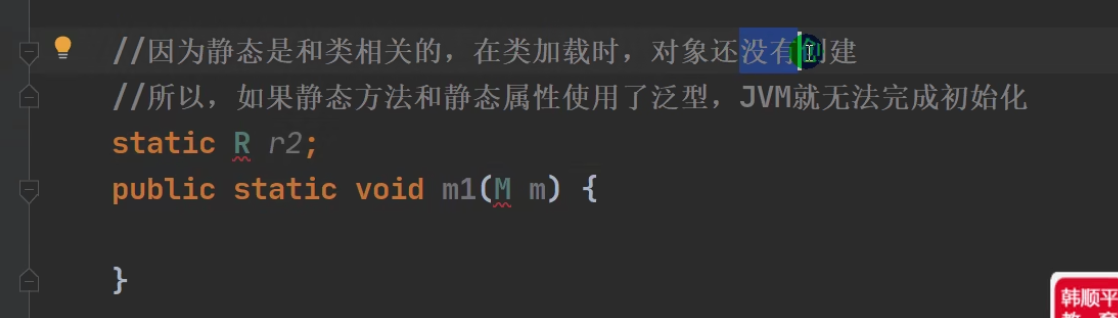 //因为静态是和类相关的，在类加载时，对象还没有创建
//所以，如果静态方法和静态属性使用了泛型，JVM就无法完成初始化
static R r2;
public static void m1(M m) {
}
韩顺平
教育